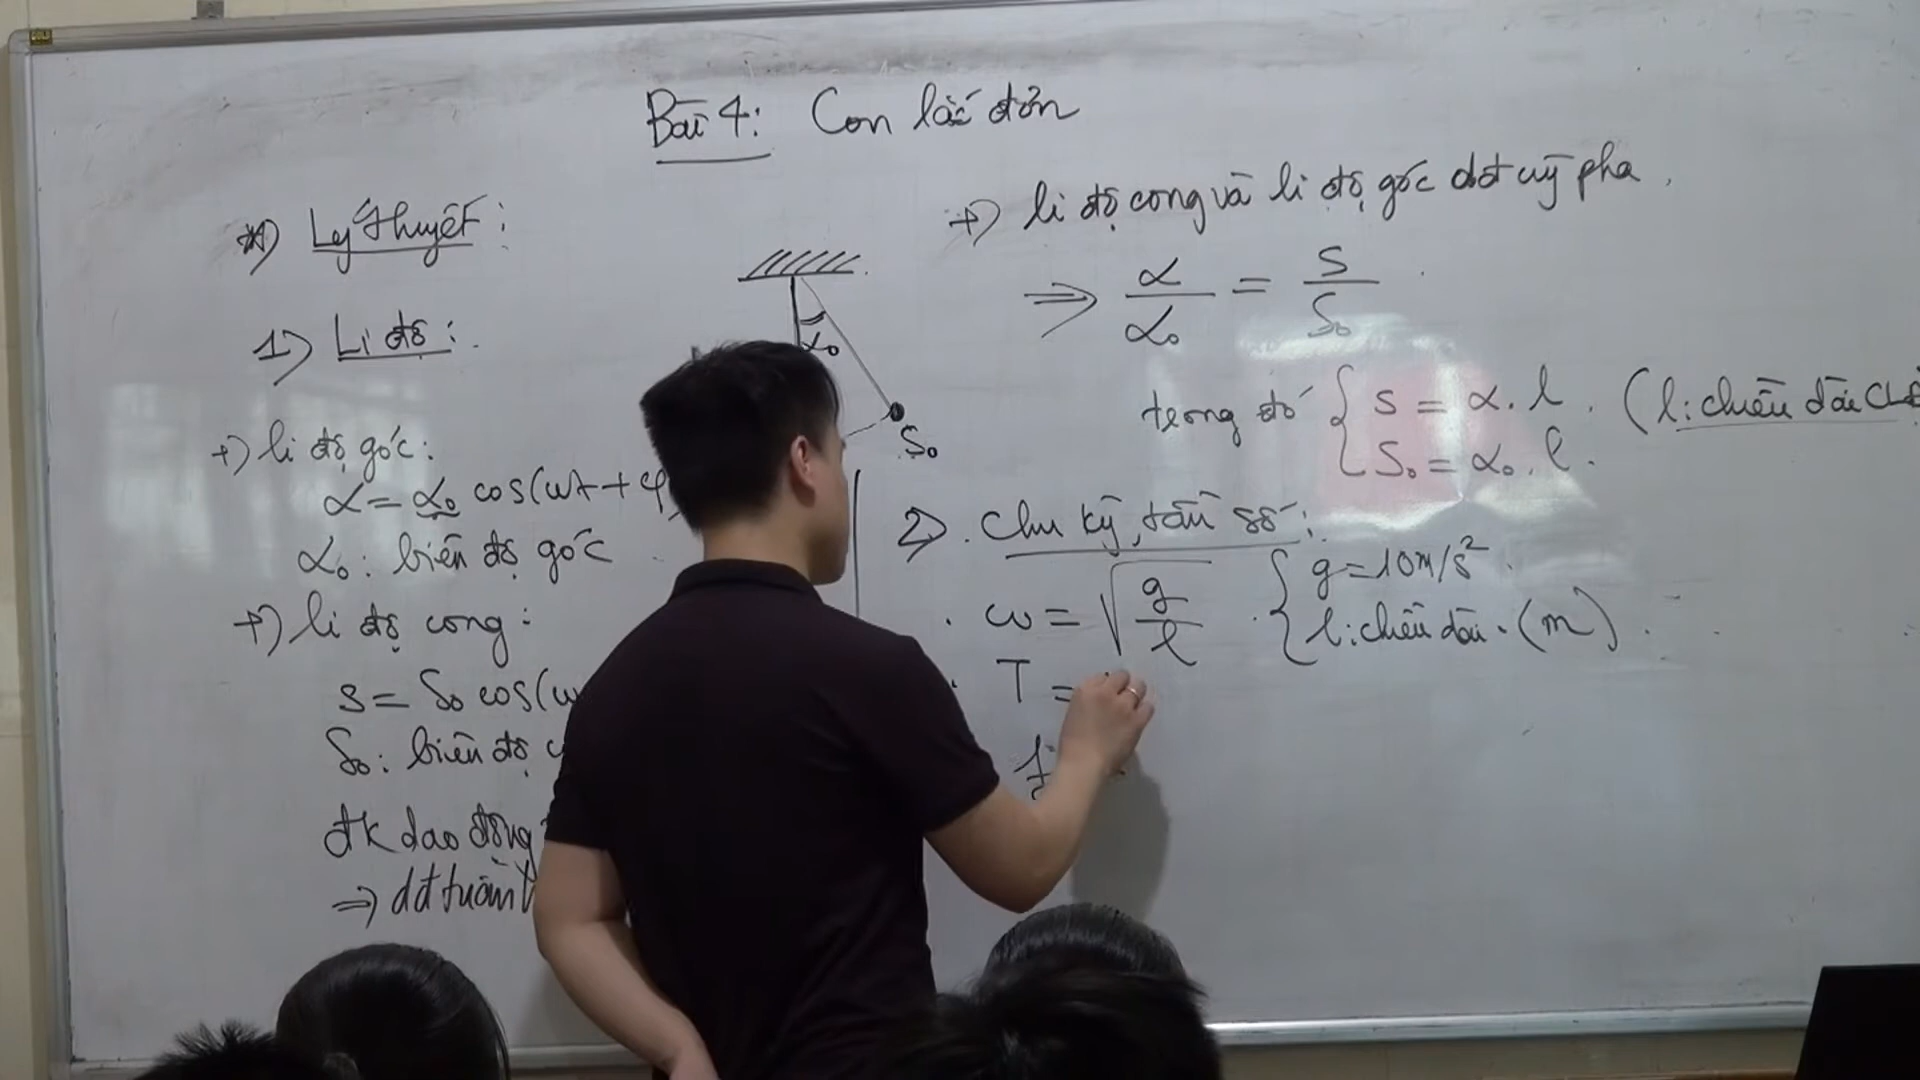 Bài 4: Con lắc đơn
*) Lý thuyết:
1) Li độ:
+) li độ góc:
α = α₀ cos(ωt + φ)
α₀: biên độ góc
+) li độ cong:
s = S₀ cos(ω
S₀: biên độ c
đk dao động
=> dđ tuần
α₀
S₀
+) li độ cong và li độ góc dđ cùng pha.
=> α/α₀ = s/S₀
trong đó { s = α.l. (l: chiều dài
S₀ = α₀.l.
2). Chu kỳ, tần số:
. ω = √(g/l) . { g = 10m/s².
l: chiều dài. (m).
. T =
f